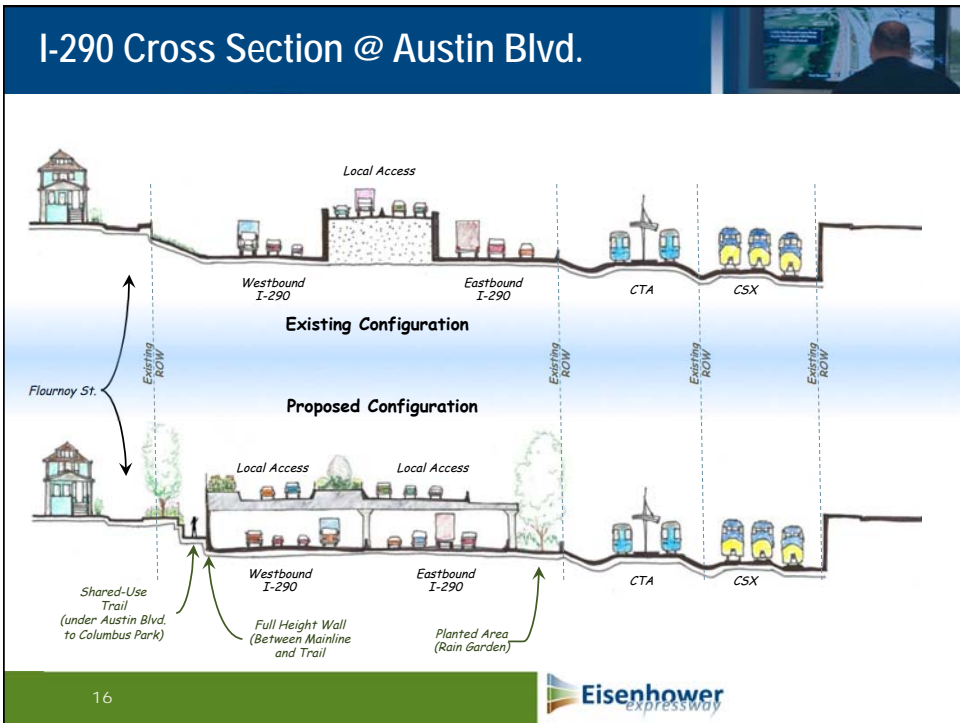 I-290 Cross Section @ Austin Blvd.
Local Access
Westbound
I-290
Eastbound
I-290
CTA
CSX
Existing Configuration
Existing
ROW
Existing
ROW
Existing
ROW
Existing
ROW
Flournoy St.
Proposed Configuration
Local Access
Local Access
Westbound
I-290
Eastbound
I-290
CTA
CSX
Shared-Use
Trail
(under Austin Blvd.
to Columbus Park)
Full Height Wall
(Between Mainline
and Trail
Planted Area
(Rain Garden)
16
Eisenhower
expressway